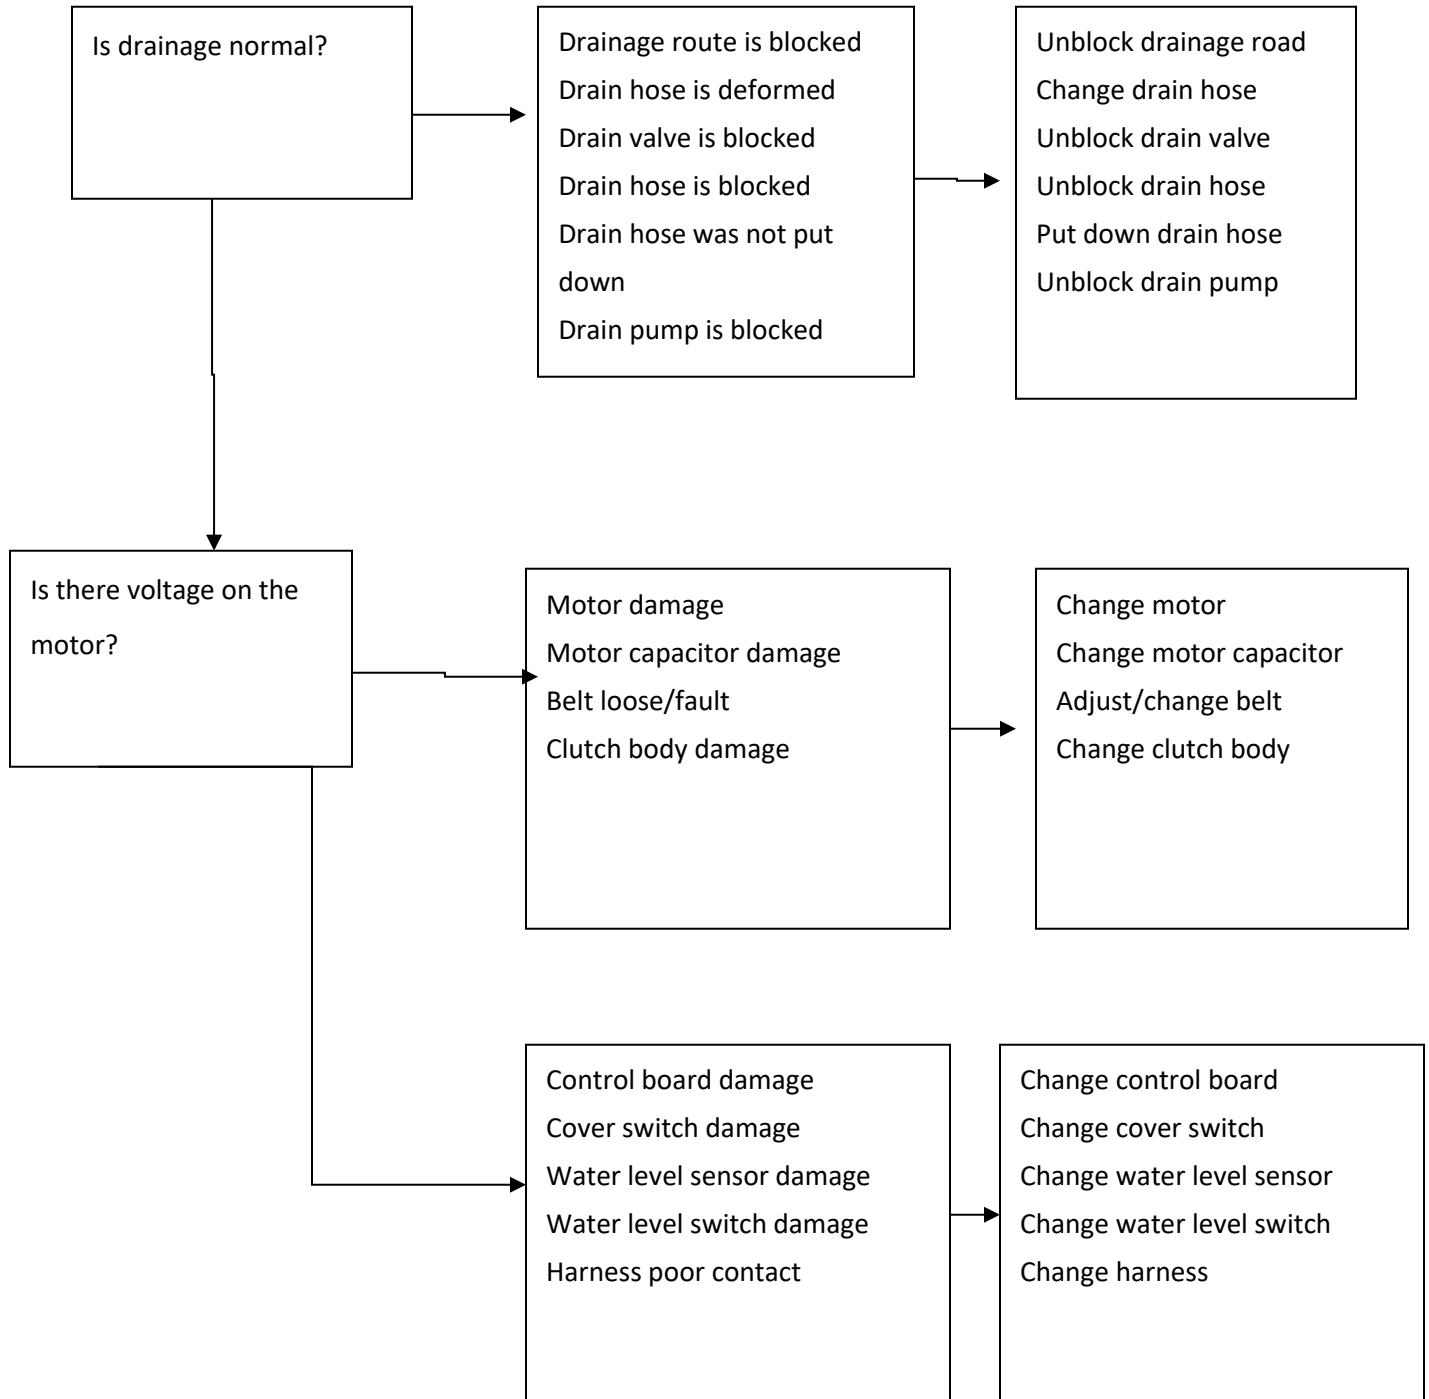 Is drainage normal?
Drainage route is blocked
Drain hose is deformed
Drain valve is blocked
Drain hose is blocked
Drain hose was not put
down
Drain pump is blocked
Unblock drainage road
Change drain hose
Unblock drain valve
Unblock drain hose
Put down drain hose
Unblock drain pump
Is there voltage on the
motor?
Motor damage
Motor capacitor damage
Belt loose/fault
Clutch body damage
Change motor
Change motor capacitor
Adjust/change belt
Change clutch body
Control board damage
Cover switch damage
Water level sensor damage
Water level switch damage
Harness poor contact
Change control board
Change cover switch
Change water level sensor
Change water level switch
Change harness